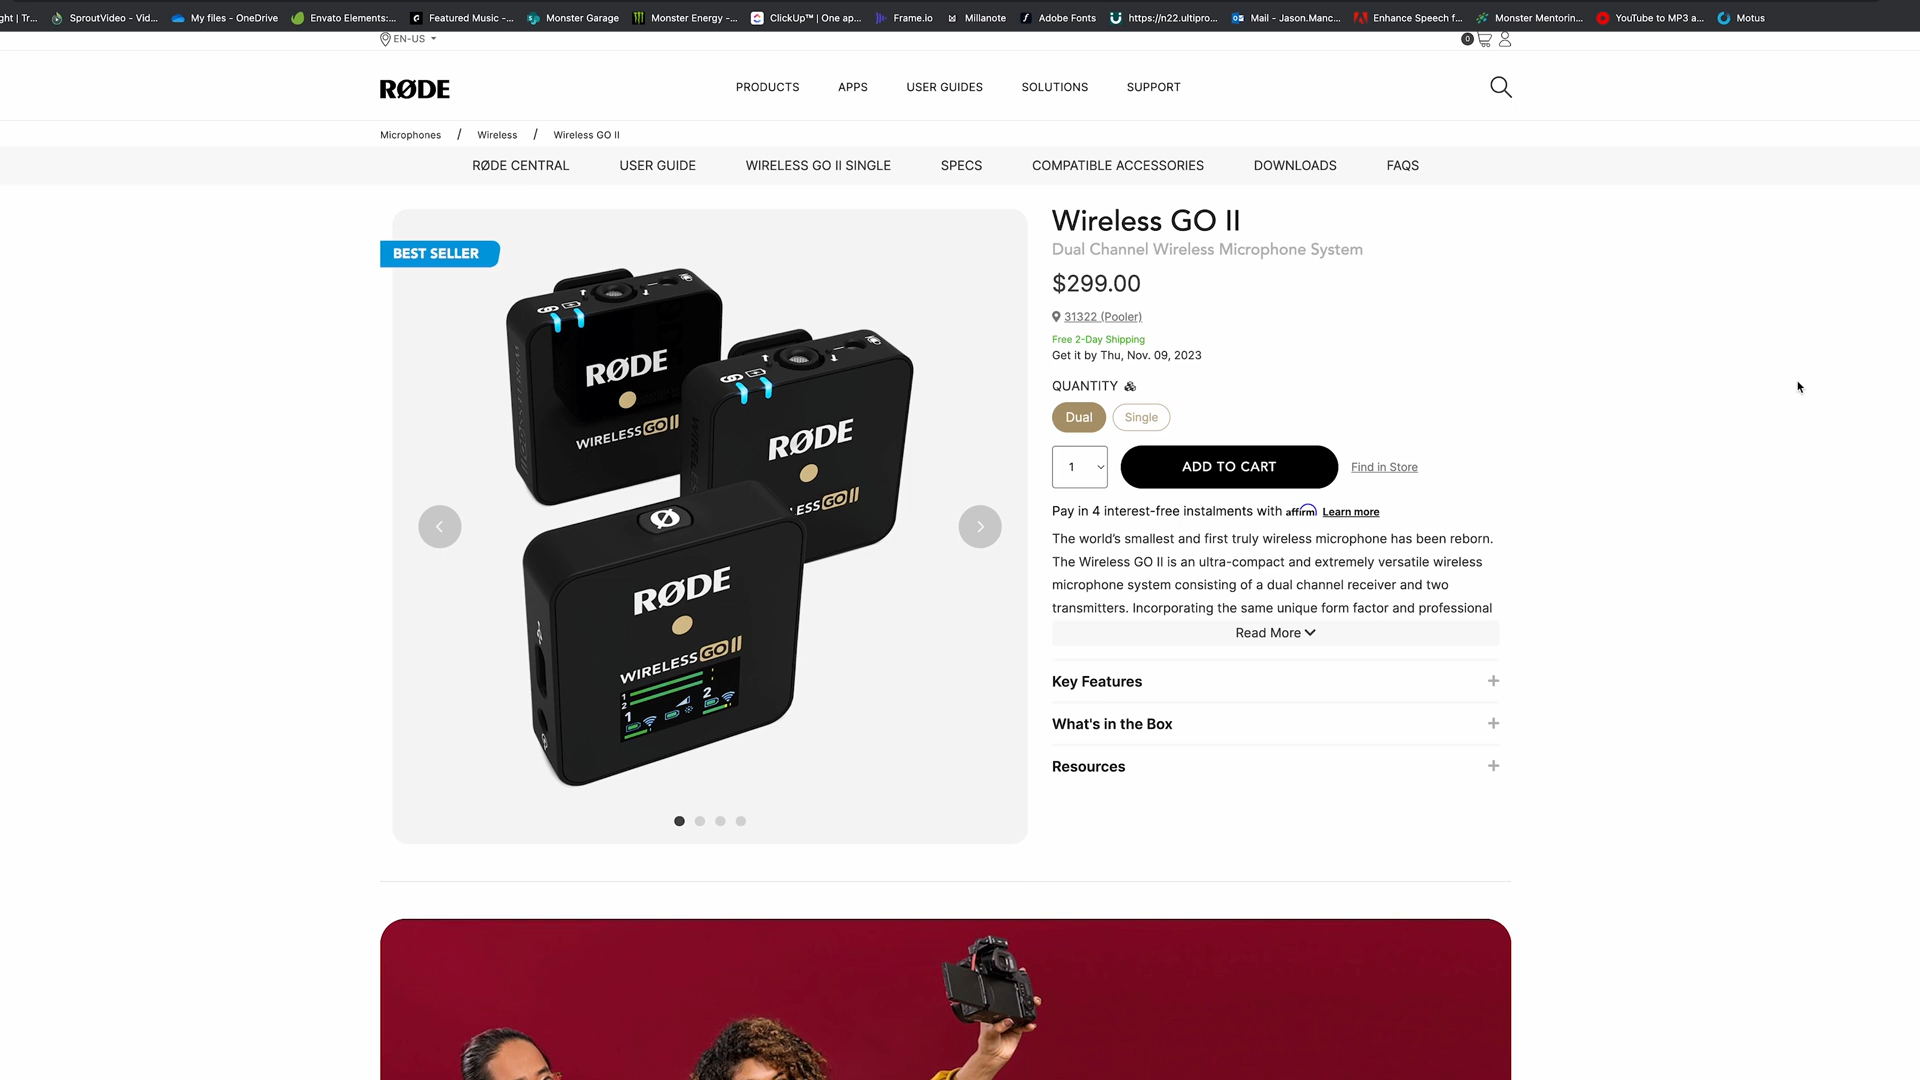 ght | Tr...
SproutVideo - Vid...
My files - OneDrive
Envato Elements:...
Featured Music -...
Monster Garage
Monster Energy -...
ClickUp™ | One ap...
Frame.io
Millanote
Adobe Fonts
https://n22.ultipro...
Mail - Jason.Manc...
Enhance Speech f...
Monster Mentorin...
YouTube to MP3 a...
Motus
EN-US
0
RØDE
PRODUCTS
APPS
USER GUIDES
SOLUTIONS
SUPPORT
Microphones / Wireless / Wireless GO II
RØDE CENTRAL
USER GUIDE
WIRELESS GO II SINGLE
SPECS
COMPATIBLE ACCESSORIES
DOWNLOADS
FAQS
BEST SELLER
RØDE
WIRELESS GO II
RØDE
LESS GO II
RØDE
WIRELESS GO II
1
2
1
2
Wireless GO II
Dual Channel Wireless Microphone System
$299.00
31322 (Pooler)
Free 2-Day Shipping
Get it by Thu, Nov. 09, 2023
QUANTITY
Dual
Single
1
ADD TO CART
Find in Store
Pay in 4 interest-free instalments with affirm Learn more
The world's smallest and first truly wireless microphone has been reborn.
The Wireless GO II is an ultra-compact and extremely versatile wireless
microphone system consisting of a dual channel receiver and two
transmitters. Incorporating the same unique form factor and professional
Read More
Key Features
What's in the Box
Resources